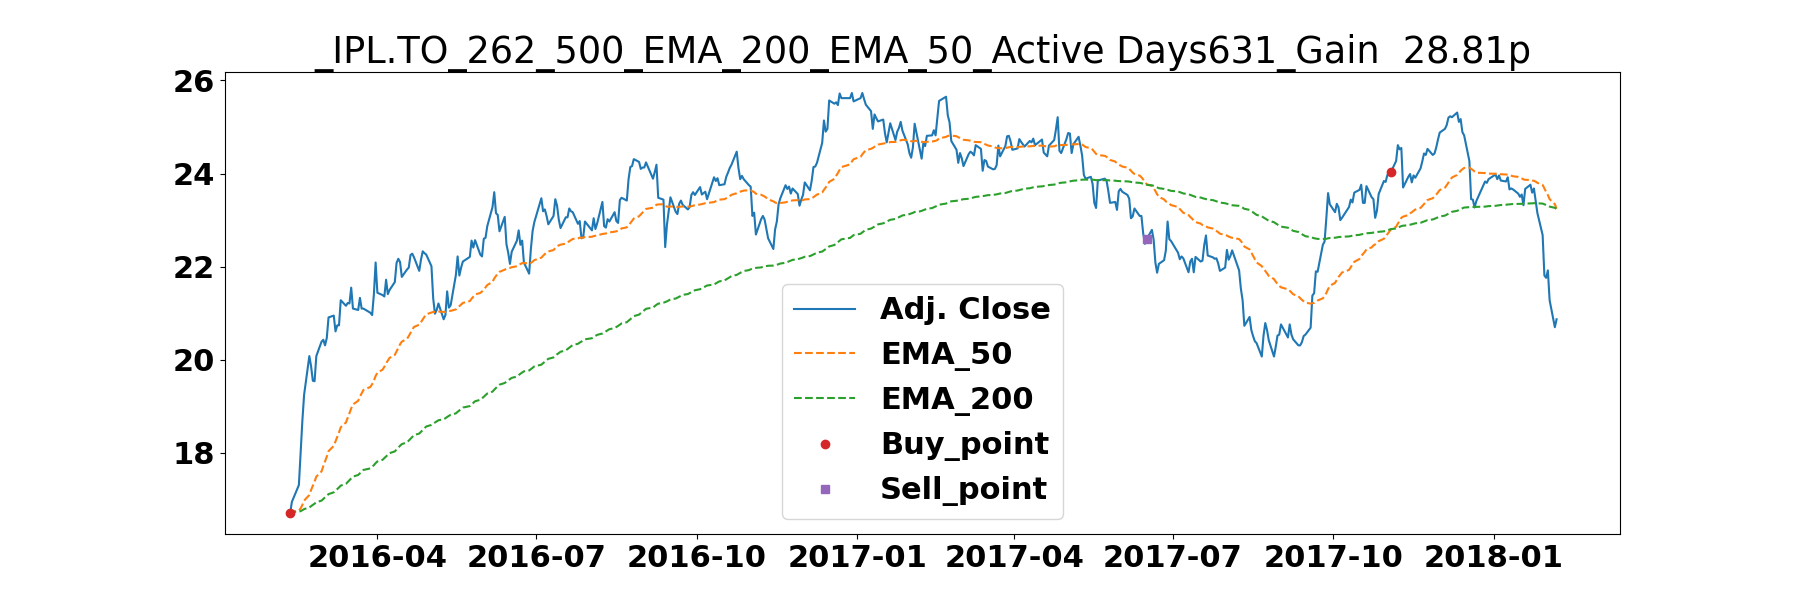 _IPL.TO_262_500_EMA_200_EMA_50_Active Days631_Gain  28.81p
26
24
22
20
18
Adj. Close
EMA_50
EMA_200
Buy_point
Sell_point
2016-04 2016-07 2016-10 2017-01 2017-04 2017-07 2017-10 2018-01